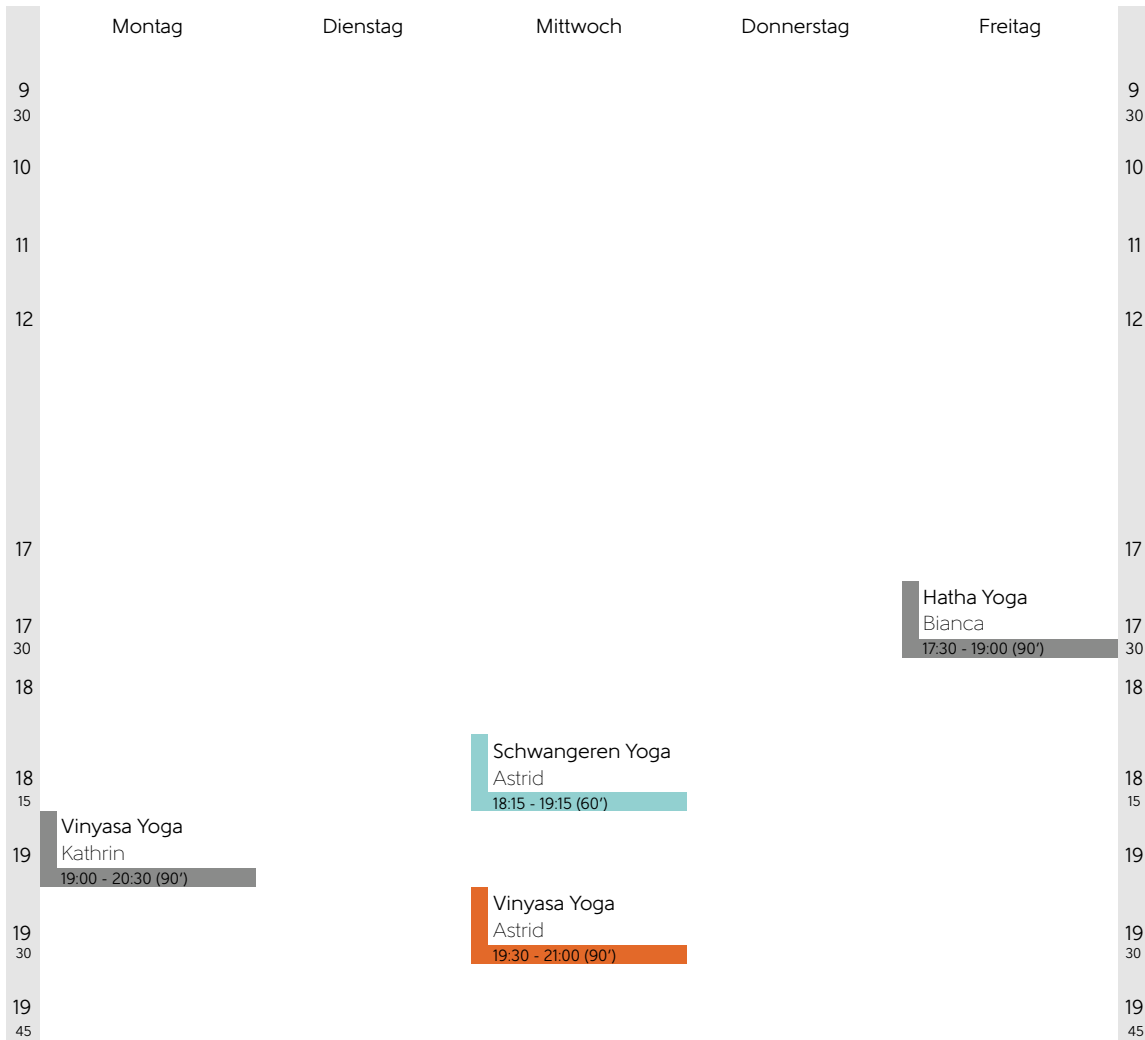 Montag Dienstag Mittwoch Donnerstag Freitag
9 9
30 30
10 10
11 11
12 12
17 17
Hatha Yoga
17 Bianca 17
30 17:30 - 19:00 (90') 30
18 18
Schwangeren Yoga
18 Astrid 18
15 18:15 - 19:15 (60') 15
Vinyasa Yoga
19 Kathrin 19
19:00 - 20:30 (90')
Vinyasa Yoga
19 Astrid 19
30 19:30 - 21:00 (90') 30
19 19
45 45